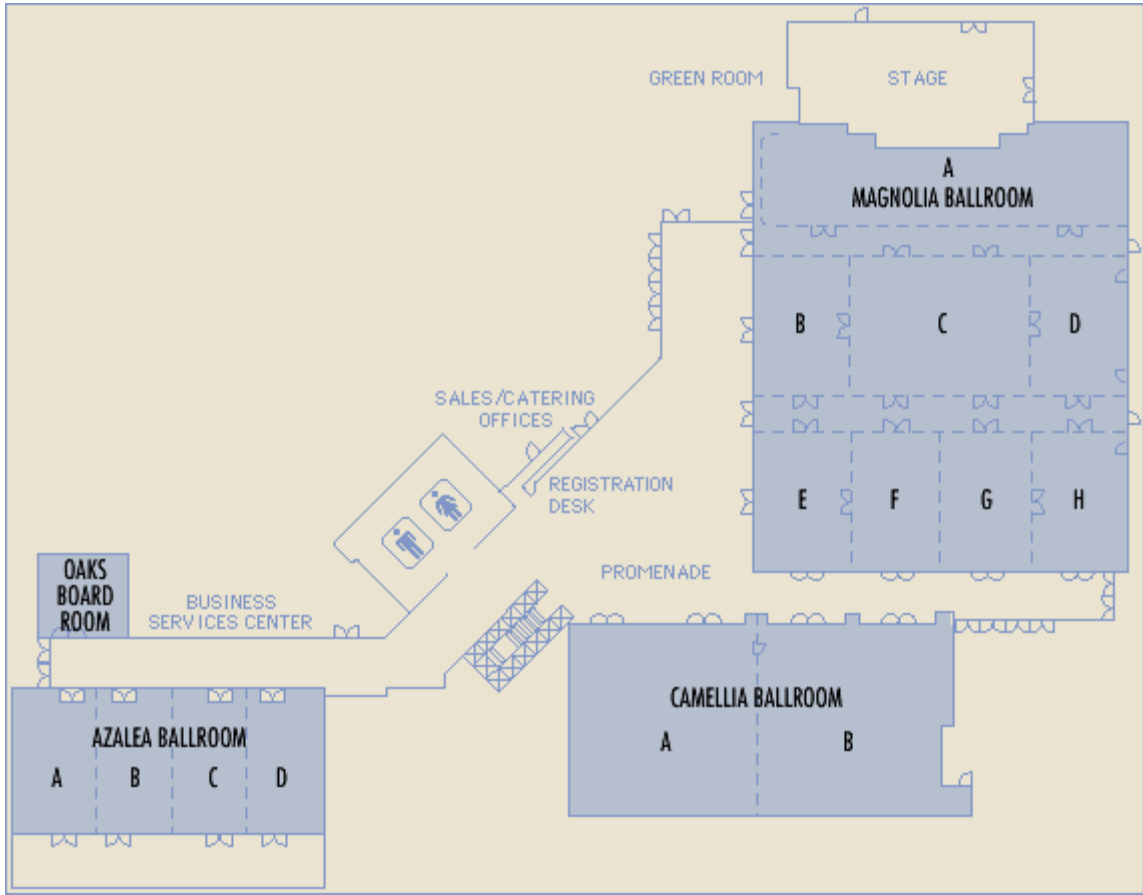 GREEN ROOM
STAGE
A
MAGNOLIA BALLROOM
B
C
D
SALES/CATERING
OFFICES
REGISTRATION
DESK
E
F
G
H
OAKS
BOARD
ROOM
BUSINESS
SERVICES CENTER
PROMENADE
CAMELLIA BALLROOM
A
B
AZALEA BALLROOM
A
B
C
D